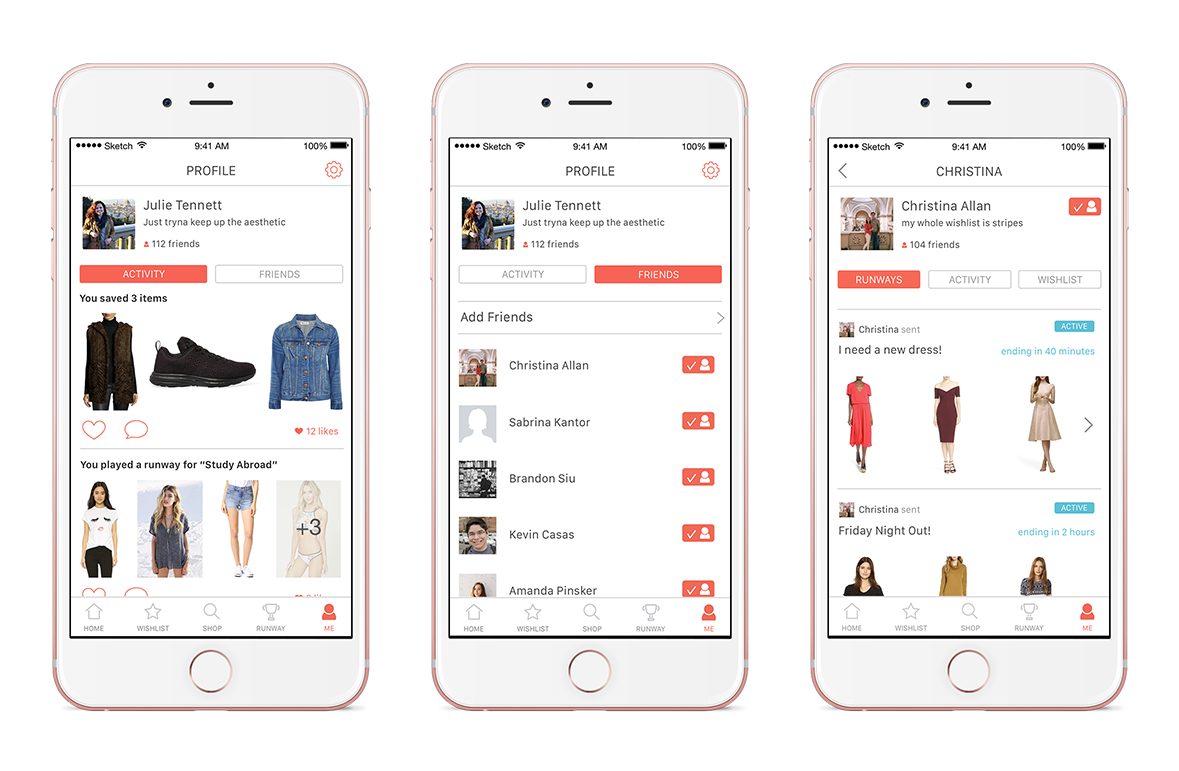 Sketch 9:41 AM 100%
PROFILE
Julie Tennett
Just tryna keep up the aesthetic
112 friends
ACTIVITY FRIENDS
You saved 3 items
12 likes
You played a runway for "Study Abroad"
+3
HOME WISHLIST SHOP RUNWAY ME
Sketch 9:41 AM 100%
PROFILE
Julie Tennett
Just tryna keep up the aesthetic
112 friends
ACTIVITY FRIENDS
Add Friends
Christina Allan
Sabrina Kantor
Brandon Siu
Kevin Casas
Amanda Pinsker
HOME WISHLIST SHOP RUNWAY ME
Sketch 9:41 AM 100%
CHRISTINA
Christina Allan
my whole wishlist is stripes
104 friends
RUNWAYS ACTIVITY WISHLIST
Christina sent ACTIVE
I need a new dress! ending in 40 minutes
Christina sent ACTIVE
Friday Night Out! ending in 2 hours
HOME WISHLIST SHOP RUNWAY ME